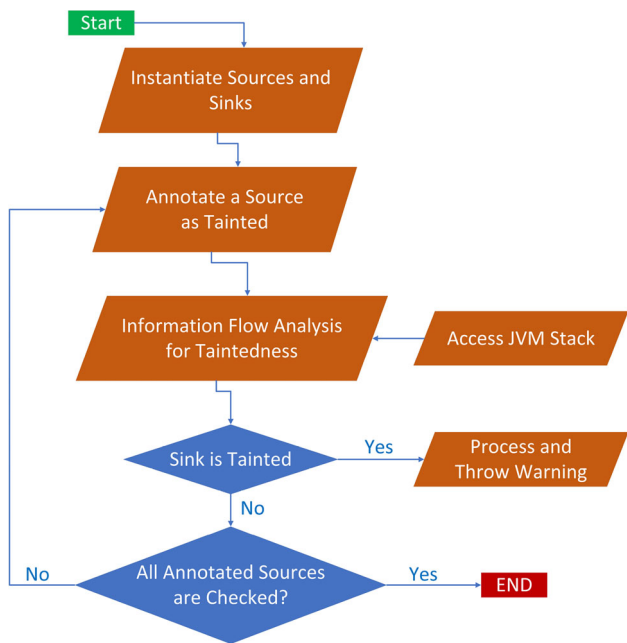 Start
Instantiate Sources and
Sinks
Annotate a Source
as Tainted
Information Flow Analysis
for Taintedness
Access JVM Stack
Sink is Tainted
Yes
Process and
Throw Warning
No
All Annotated Sources
are Checked?
No
Yes
END